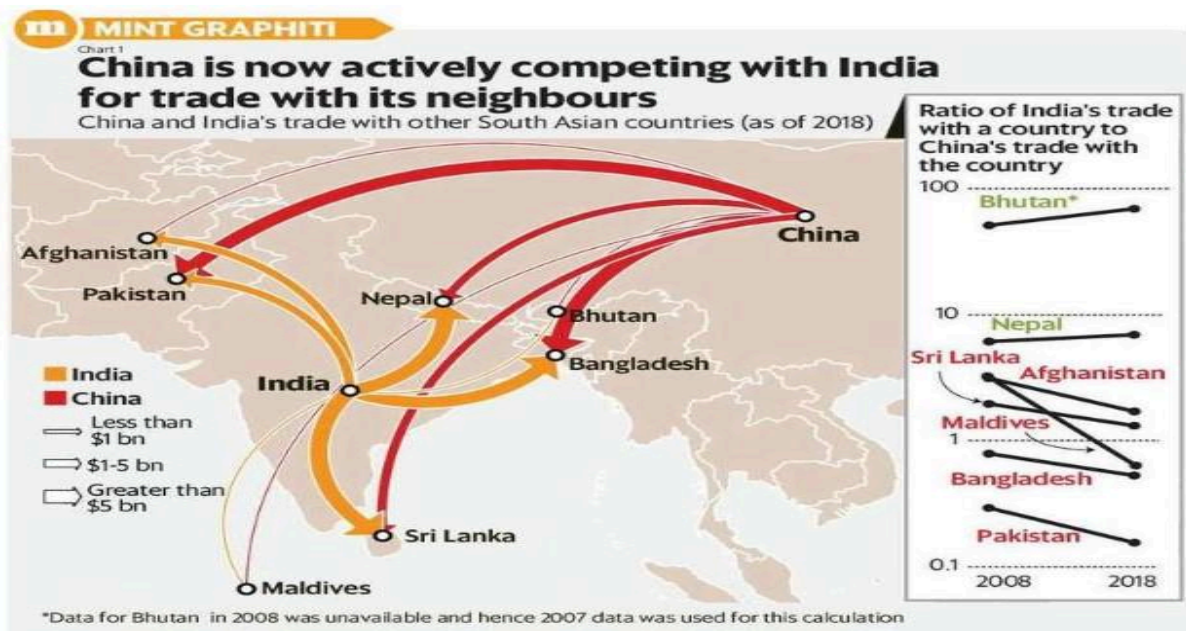 m MINT GRAPHITI
Chart 1
China is now actively competing with India
for trade with its neighbours
China and India's trade with other South Asian countries (as of 2018)
Afghanistan
Pakistan
Nepal
China
Bhutan
Bangladesh
India
Sri Lanka
Maldives
India
China
Less than
$1 bn
$1-5 bn
Greater than
$5 bn
Ratio of India's trade
with a country to
China's trade with
the country
100
Bhutan*
10
Nepal
Sri Lanka
Afghanistan
Maldives
1
Bangladesh
Pakistan
0.1
2008 2018
*Data for Bhutan in 2008 was unavailable and hence 2007 data was used for this calculation